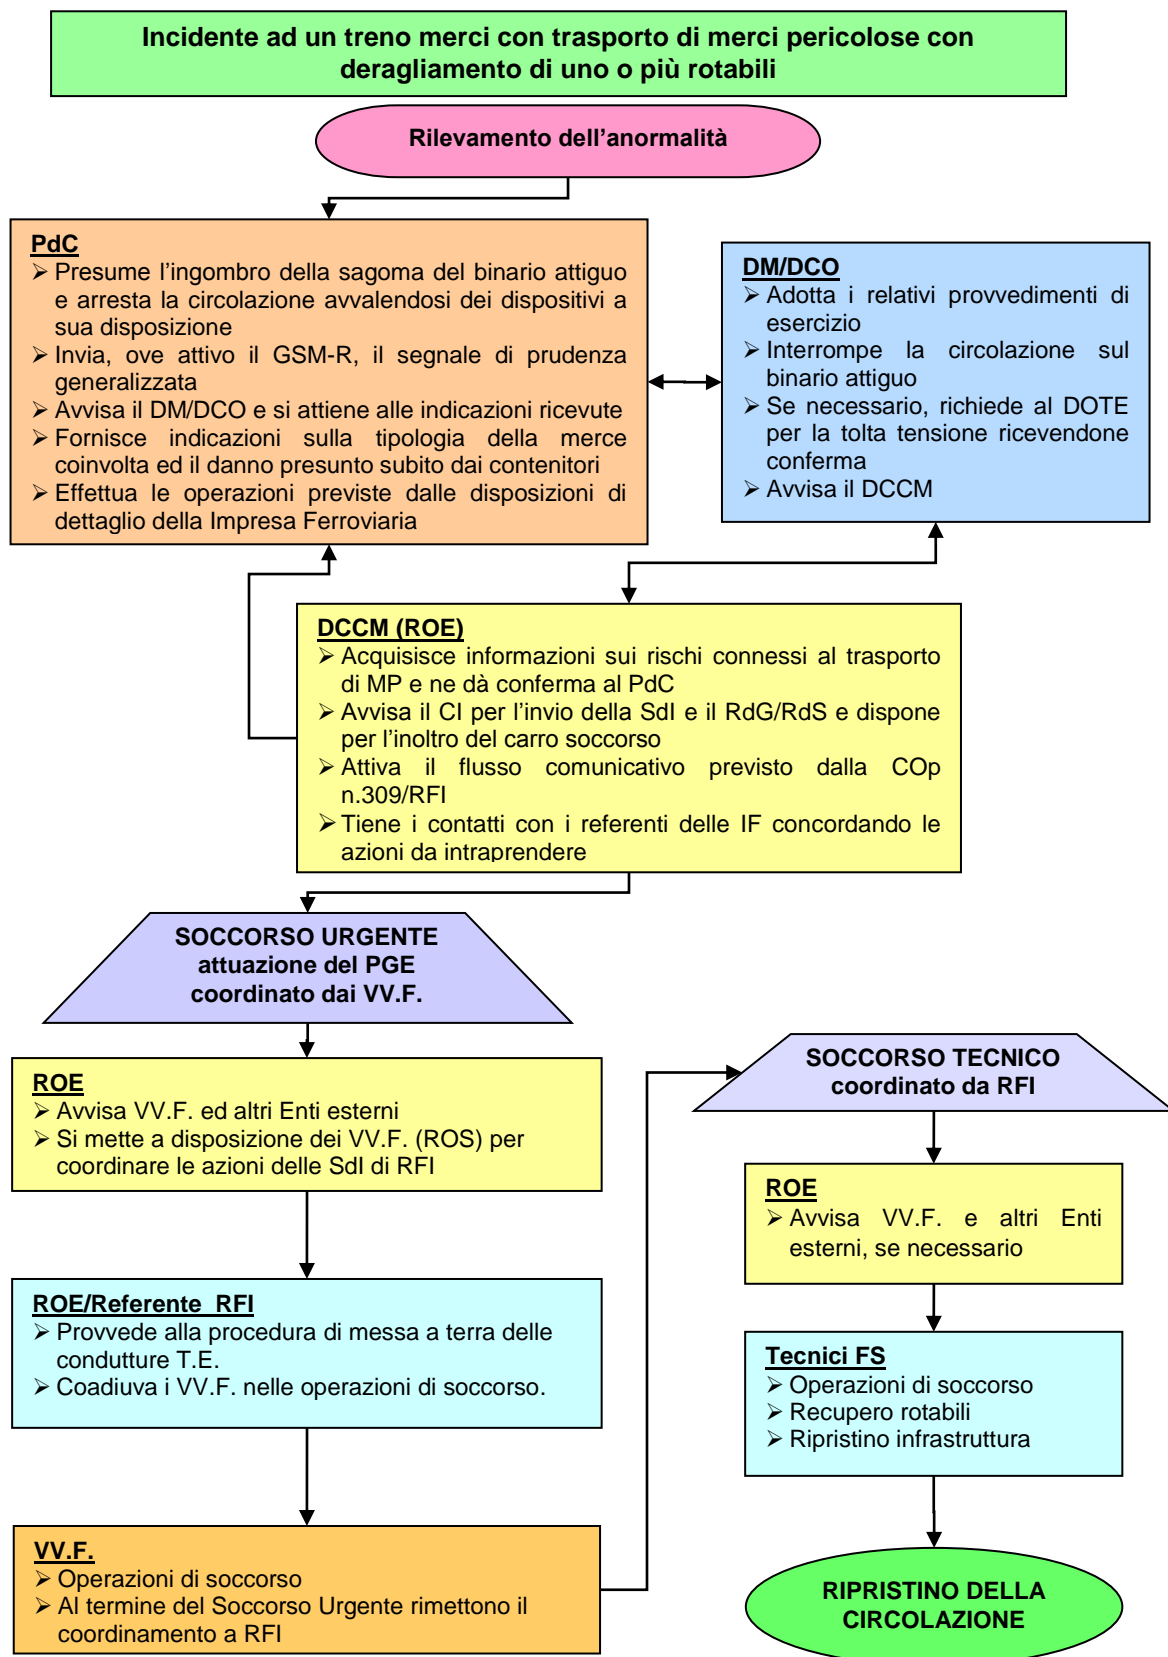 Incidente ad un treno merci con trasporto di merci pericolose con
deragliamento di uno o più rotabili
Rilevamento dell'anormalità
PdC
➢ Presume l'ingombro della sagoma del binario attiguo
e arresta la circolazione avvalendosi dei dispositivi a
sua disposizione
➢ Invia, ove attivo il GSM-R, il segnale di prudenza
generalizzata
➢ Avvisa il DM/DCO e si attiene alle indicazioni ricevute
➢ Fornisce indicazioni sulla tipologia della merce
coinvolta ed il danno presunto subito dai contenitori
➢ Effettua le operazioni previste dalle disposizioni di
dettaglio della Impresa Ferroviaria
DM/DCO
➢ Adotta i relativi provvedimenti di
esercizio
➢ Interrompe la circolazione sul
binario attiguo
➢ Se necessario, richiede al DOTE
per la tolta tensione ricevendone
conferma
➢ Avvisa il DCCM
DCCM (ROE)
➢ Acquisisce informazioni sui rischi connessi al trasporto
di MP e ne dà conferma al PdC
➢ Avvisa il CI per l'invio della SdI e il RdG/RdS e dispone
per l'inoltro del carro soccorso
➢ Attiva il flusso comunicativo previsto dalla COp
n.309/RFI
➢ Tiene i contatti con i referenti delle IF concordando le
azioni da intraprendere
SOCCORSO URGENTE
attuazione del PGE
coordinato dai VV.F.
ROE
➢ Avvisa VV.F. ed altri Enti esterni
➢ Si mette a disposizione dei VV.F. (ROS) per
coordinare le azioni delle SdI di RFI
ROE/Referente RFI
➢ Provvede alla procedura di messa a terra delle
condutture T.E.
➢ Coadiuva i VV.F. nelle operazioni di soccorso.
VV.F.
➢ Operazioni di soccorso
➢ Al termine del Soccorso Urgente rimettono il
coordinamento a RFI
SOCCORSO TECNICO
coordinato da RFI
ROE
➢ Avvisa VV.F. e altri Enti
esterni, se necessario
Tecnici FS
➢ Operazioni di soccorso
➢ Recupero rotabili
➢ Ripristino infrastruttura
RIPRISTINO DELLA
CIRCOLAZIONE